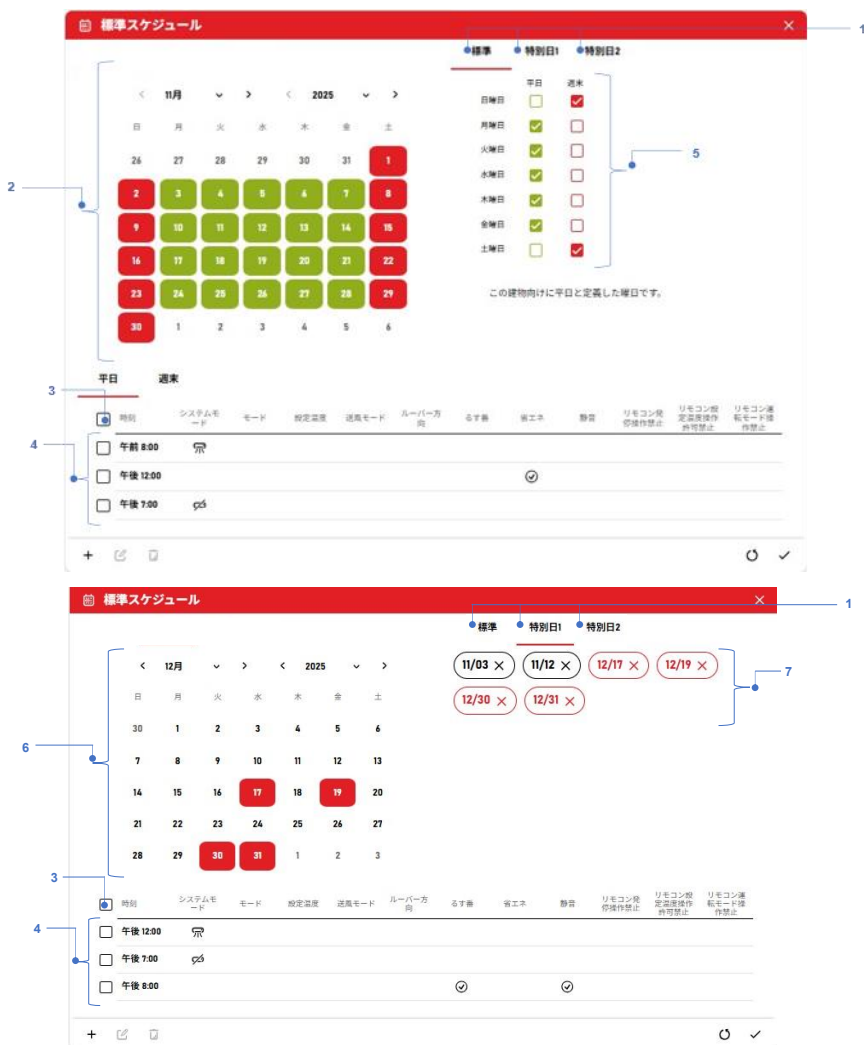 標準スケジュール
1
標準 特別日1 特別日2
平日 週末
11月 2025
日曜日
日 月 火 水 木 金 土
月曜日
26 27 28 29 30 31 1
火曜日
5
水曜日
2
2 3 4 5 6 7 8
木曜日
9 10 11 12 13 14 15
金曜日
土曜日
16 17 18 19 20 21 22
23 24 25 26 27 28 29
この建物向けに平日と定義した曜日です。
30 1 2 3 4 5 6
平日 週末
3
時刻 システムモード モード 設定温度 送風モード ルーバー方向 るす番 省エネ 静音 リモコン発停操作禁止 リモコン設定温度操作許可禁止 リモコン運転モード操作禁止
4
午前 8:00
午後 12:00
午後 7:00
標準スケジュール
1
標準 特別日1 特別日2
12月 2025
11/03 11/12 12/17 12/19
7
日 月 火 水 木 金 土
12/30 12/31
30 1 2 3 4 5 6
6
7 8 9 10 11 12 13
14 15 16 17 18 19 20
21 22 23 24 25 26 27
28 29 30 31 1 2 3
3
時刻 システムモード モード 設定温度 送風モード ルーバー方向 るす番 省エネ 静音 リモコン発停操作禁止 リモコン設定温度操作許可禁止 リモコン運転モード操作禁止
4
午後 12:00
午後 7:00
午後 8:00